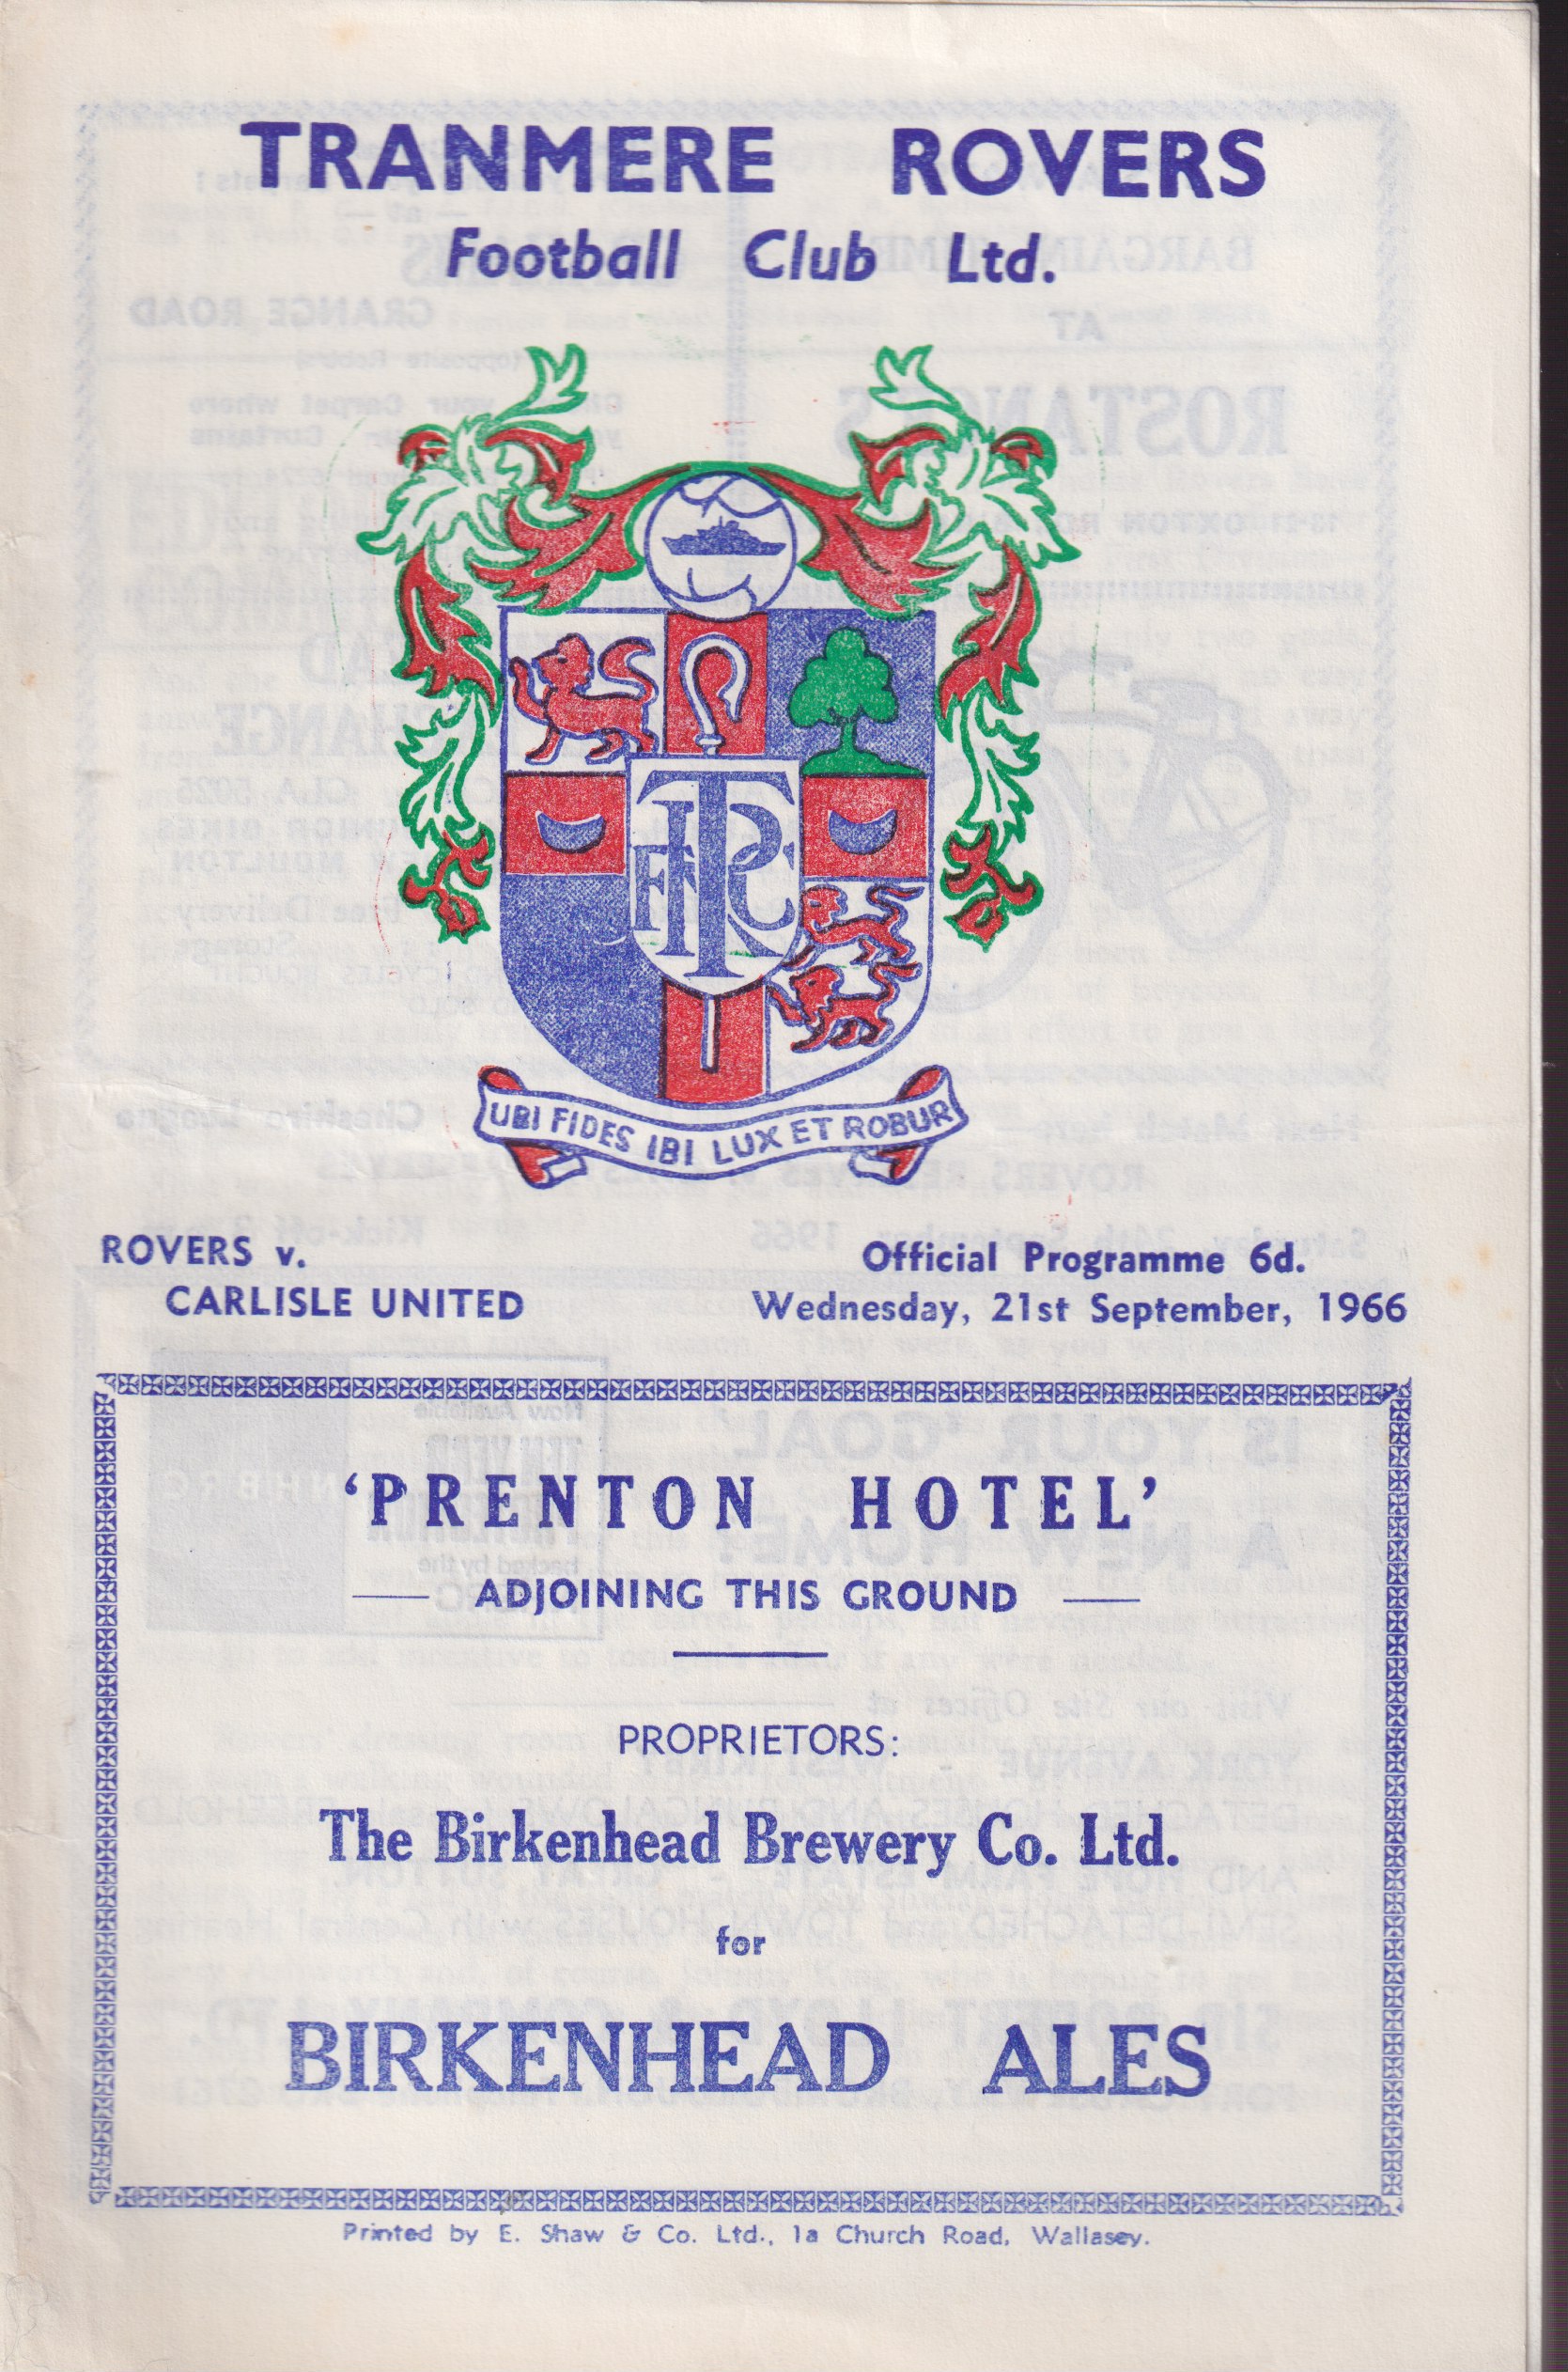 TRANMERE ROVERS
Football Club Ltd.
TRFC
UBI FIDES IBI LUX ET ROBUR
ROVERS v.
CARLISLE UNITED
Official Programme 6d.
Wednesday, 21st September, 1966
‘PRENTON HOTEL’
ADJOINING THIS GROUND
PROPRIETORS:
The Birkenhead Brewery Co. Ltd.
for
BIRKENHEAD ALES
Printed by E. Shaw & Co. Ltd., 1a Church Road, Wallasey.